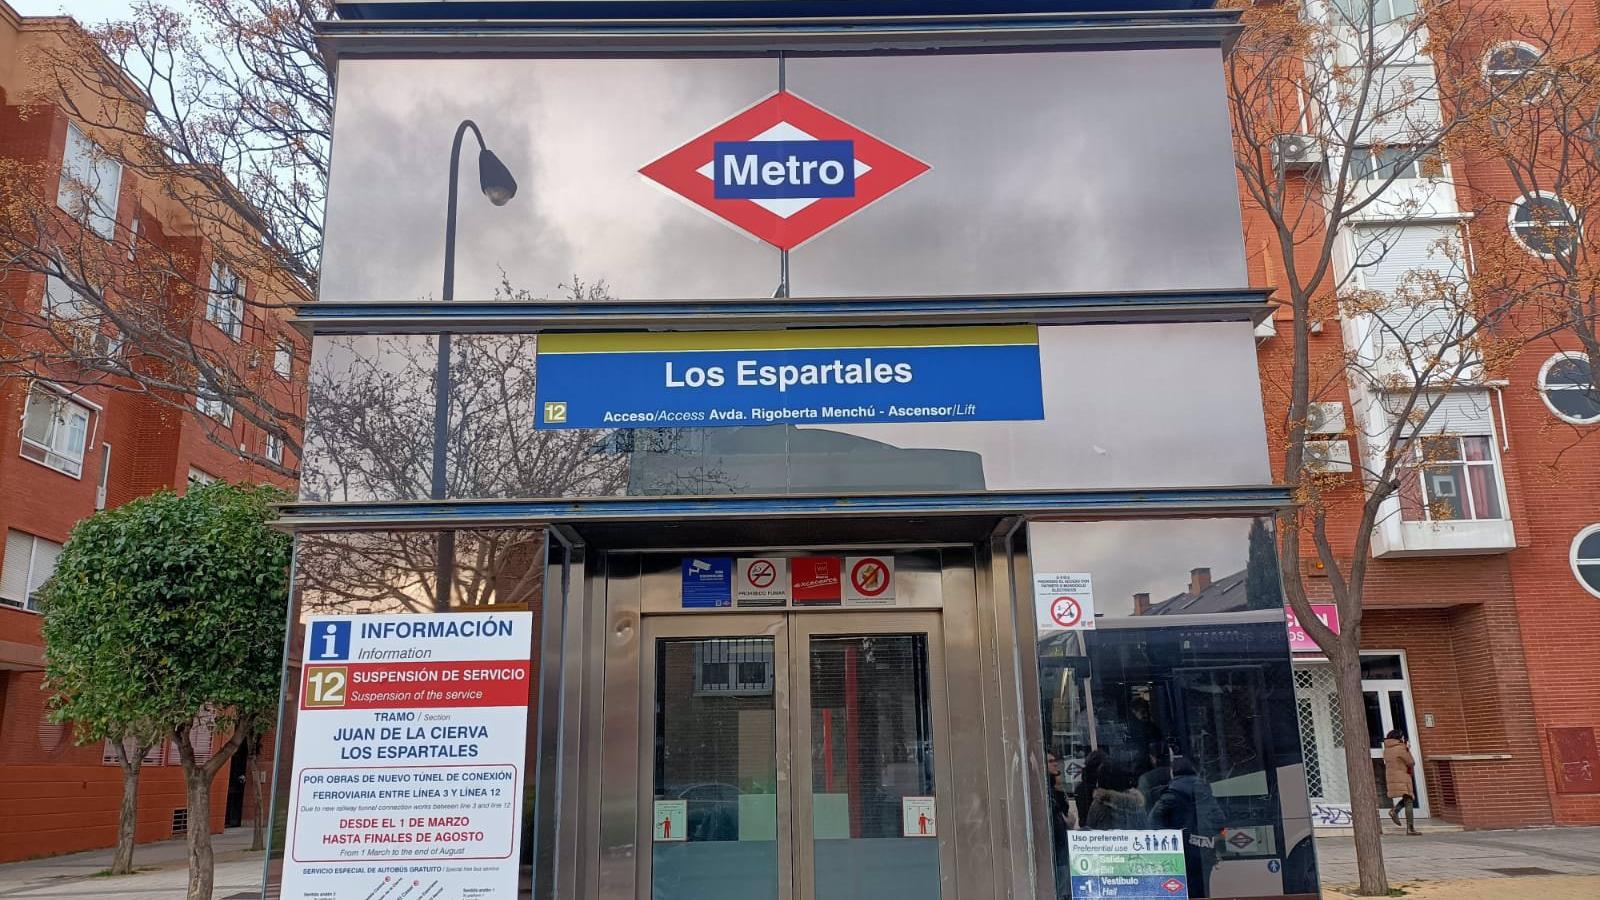 Metro
Los Espartales
12
Acceso/Access Avda. Rigoberta Menchú - Ascensor/Lift
PROHIBIDO FUMAR
i INFORMACIÓN
Information
12 SUSPENSIÓN DE SERVICIO
Suspension of the service
TRAMO / Section
JUAN DE LA CIERVA
LOS ESPARTALES
POR OBRAS DE NUEVO TÚNEL DE CONEXIÓN
FERROVIARIA ENTRE LÍNEA 3 Y LÍNEA 12
Due to new railway tunnel connection works between line 3 and line 12
DESDE EL 1 DE MARZO
HASTA FINALES DE AGOSTO
From 1 March to the end of August
SERVICIO ESPECIAL DE AUTOBÚS GRATUITO / Special free bus service
Uso preferente
Preferential use
0 Salida
Exit
-1 Vestíbulo
Hall